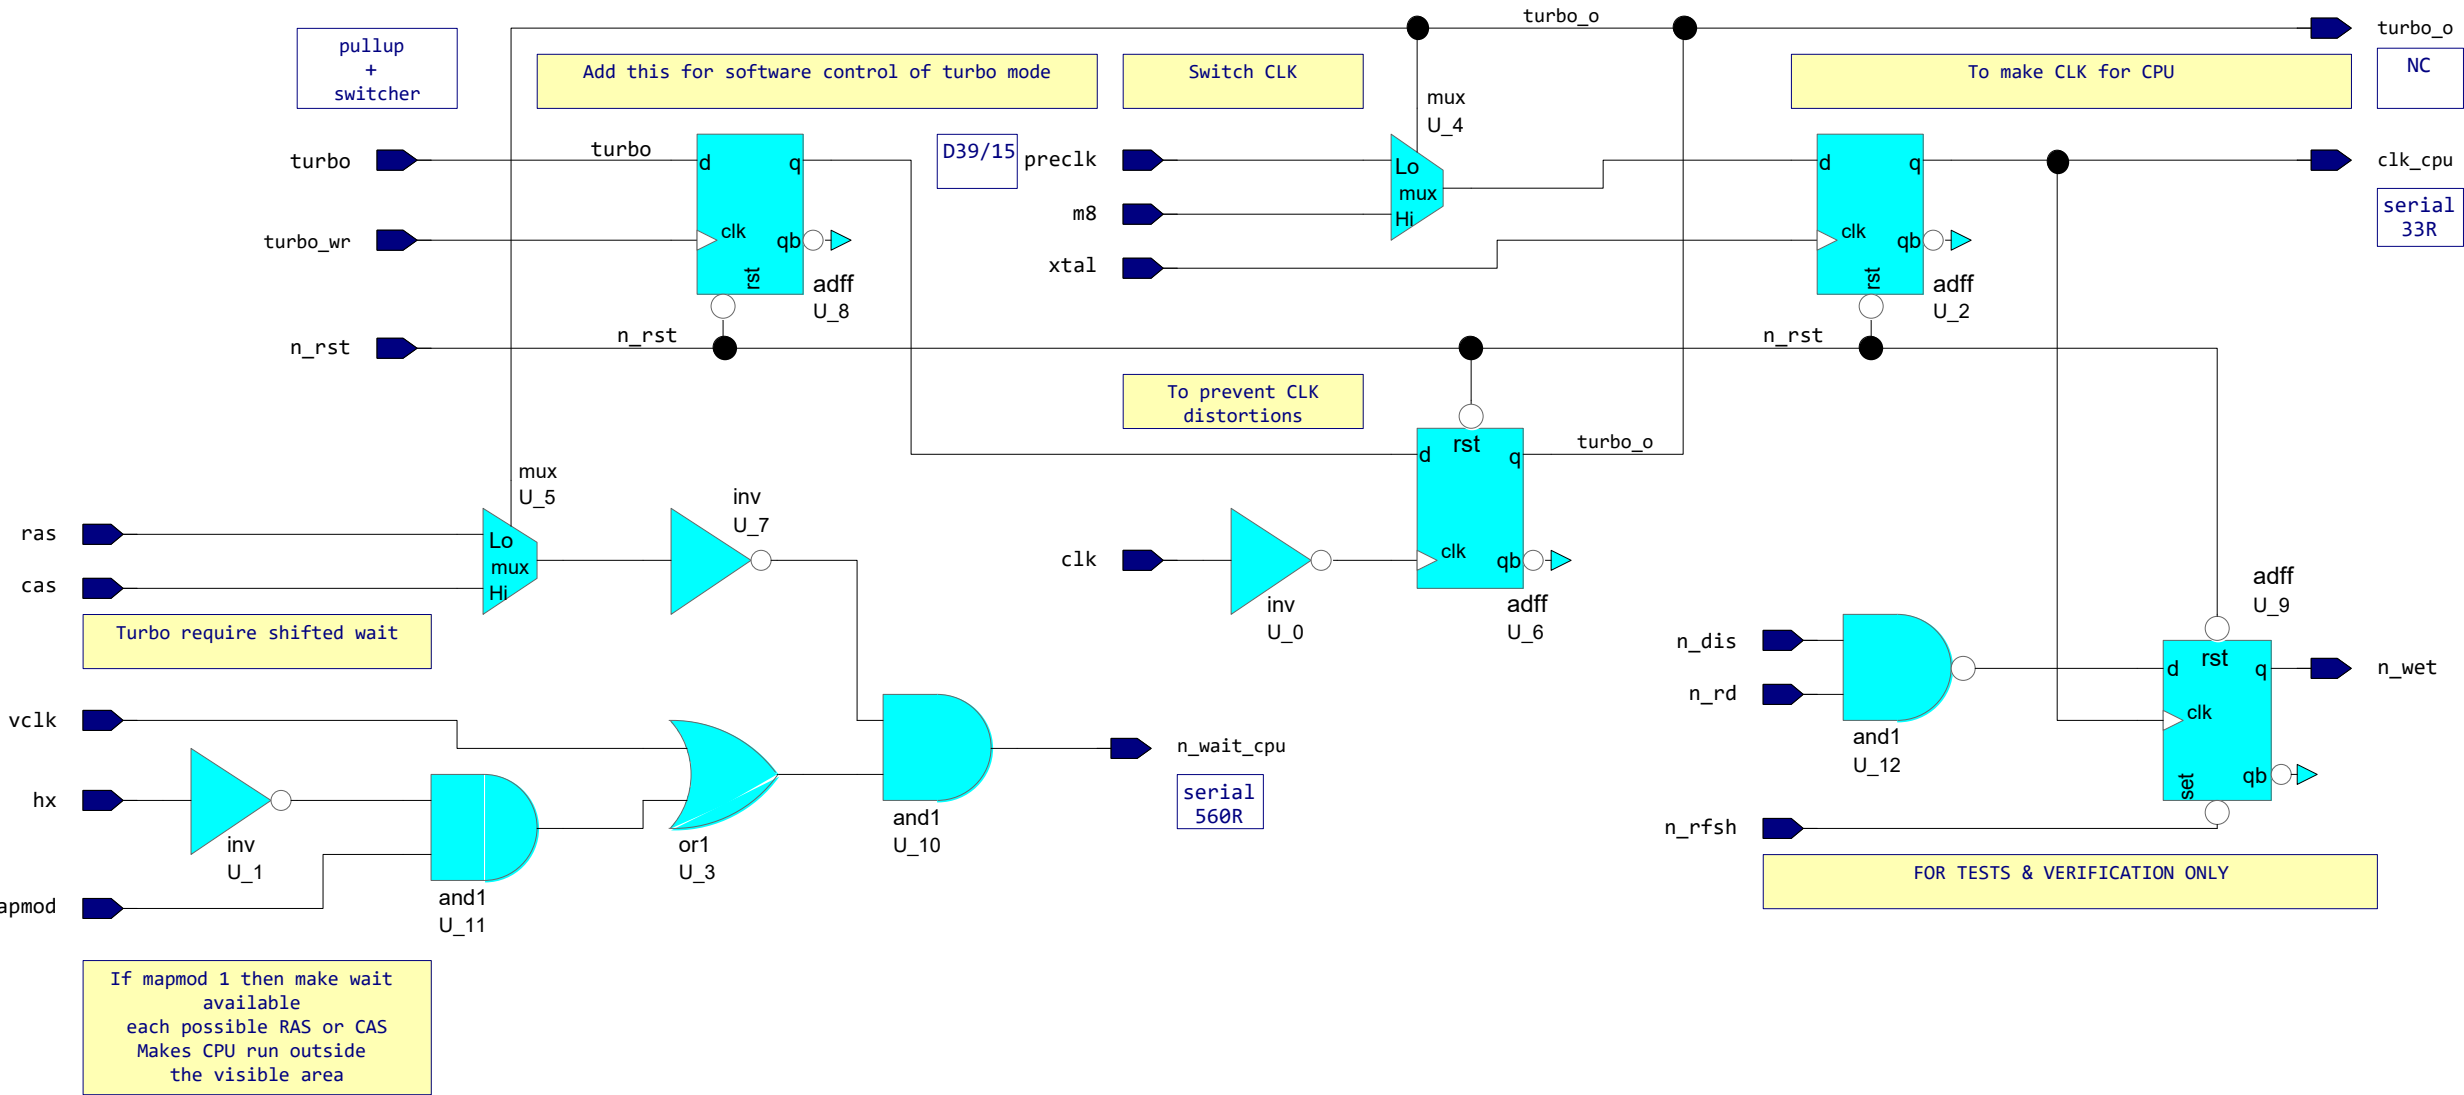 turbo_o
turbo_o
pullup
+
switcher
Add this for software control of turbo mode
Switch CLK
To make CLK for CPU
NC
mux
U_4
turbo
turbo
d
q
clk
qb
rst
adff
U_8
D39/15
preclk
m8
xtal
Lo
mux
Hi
d
q
clk
qb
rst
adff
U_2
clk_cpu
serial
33R
turbo_wr
n_rst
n_rst
n_rst
To prevent CLK
distortions
rst
d
q
clk
qb
adff
U_6
turbo_o
clk
inv
U_0
mux
U_5
ras
cas
Lo
mux
Hi
inv
U_7
Turbo require shifted wait
vclk
hx
inv
U_1
apmod
and1
U_11
or1
U_3
and1
U_10
n_wait_cpu
serial
560R
n_dis
n_rd
and1
U_12
adff
U_9
rst
d
q
clk
qb
set
n_wet
n_rfsh
FOR TESTS & VERIFICATION ONLY
If mapmod 1 then make wait
available
each possible RAS or CAS
Makes CPU run outside
the visible area